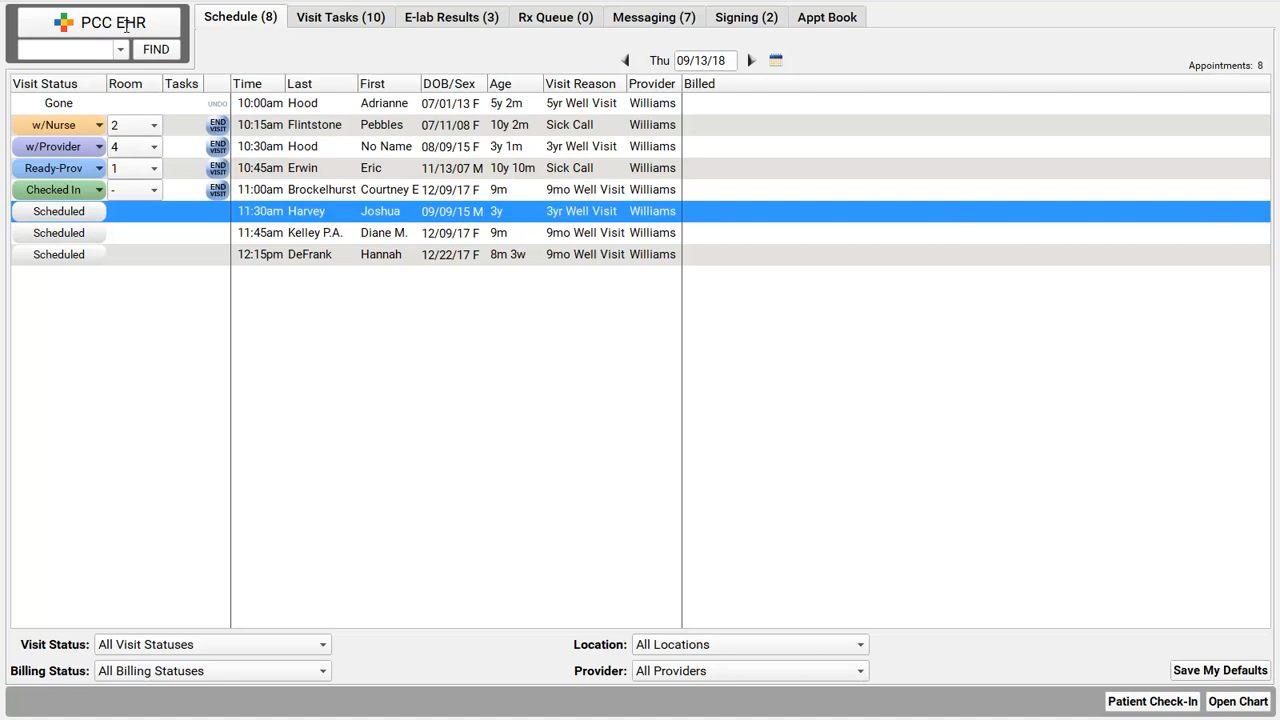 PCC EHR
FIND
Schedule (8) Visit Tasks (10) E-lab Results (3) Rx Queue (0) Messaging (7) Signing (2) Appt Book
Thu 09/13/18
Appointments: 8
Visit Status Room Tasks Time Last First DOB/Sex Age Visit Reason Provider Billed
Gone UNDO 10:00am Hood Adrianne 07/01/13 F 5y 2m 5yr Well Visit Williams
w/Nurse 2 END VISIT 10:15am Flintstone Pebbles 07/11/08 F 10y 2m Sick Call Williams
w/Provider 4 END VISIT 10:30am Hood No Name 08/09/15 F 3y 1m 3yr Well Visit Williams
Ready-Prov 1 END VISIT 10:45am Erwin Eric 11/13/07 M 10y 10m Sick Call Williams
Checked In - END VISIT 11:00am Brockelhurst Courtney E 12/09/17 F 9m 9mo Well Visit Williams
Scheduled 11:30am Harvey Joshua 09/09/15 M 3y 3yr Well Visit Williams
Scheduled 11:45am Kelley P.A. Diane M. 12/09/17 F 9m 9mo Well Visit Williams
Scheduled 12:15pm DeFrank Hannah 12/22/17 F 8m 3w 9mo Well Visit Williams
Visit Status: All Visit Statuses Location: All Locations
Billing Status: All Billing Statuses Provider: All Providers Save My Defaults
Patient Check-In Open Chart